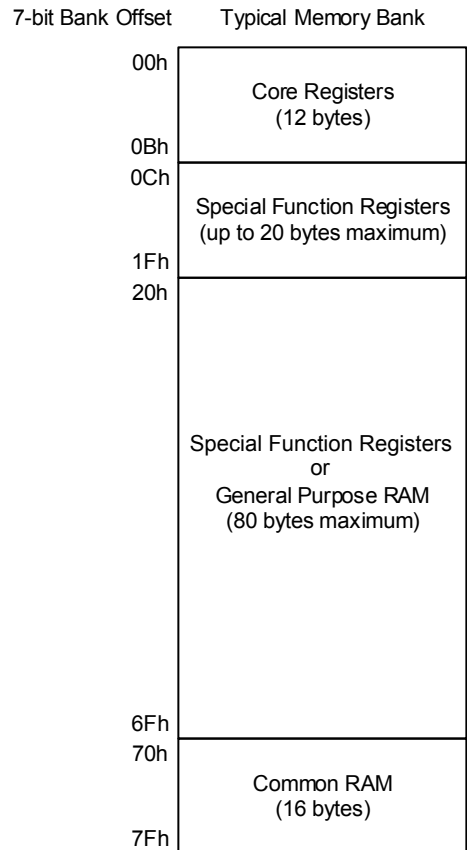 7-bit Bank Offset Typical Memory Bank
00h
Core Registers
(12 bytes)
0Bh
0Ch
Special Function Registers
(up to 20 bytes maximum)
1Fh
20h
Special Function Registers
or
General Purpose RAM
(80 bytes maximum)
6Fh
70h
Common RAM
(16 bytes)
7Fh